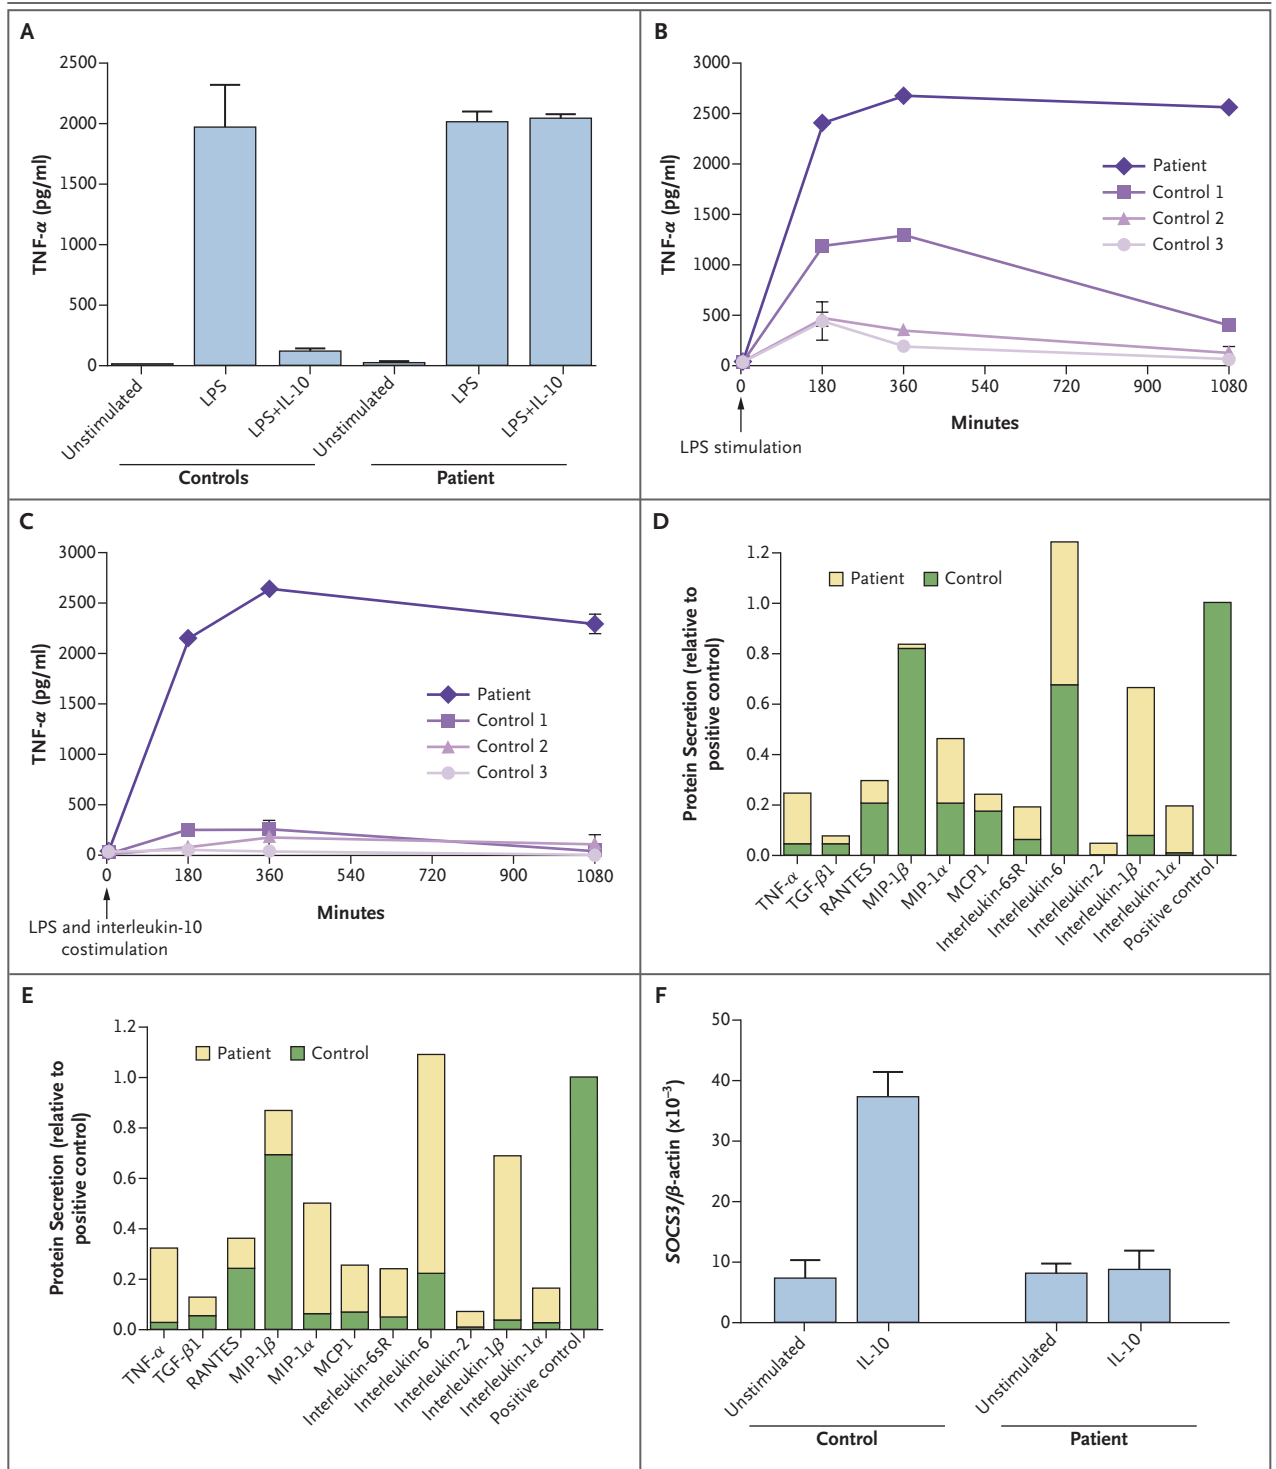 A
TNF-α (pg/ml)
2500
2000
1500
1000
500
0
Unstimulated
LPS
LPS+IL-10
Unstimulated
LPS
LPS+IL-10
Controls
Patient
B
TNF-α (pg/ml)
3000
2500
2000
1500
1000
500
0
Patient
Control 1
Control 2
Control 3
0 180 360 540 720 900 1080
Minutes
LPS stimulation
C
TNF-α (pg/ml)
3000
2500
2000
1500
1000
500
0
Patient
Control 1
Control 2
Control 3
0 180 360 540 720 900 1080
Minutes
LPS and interleukin-10
costimulation
D
Protein Secretion (relative to
positive control)
1.2
1.0
0.8
0.6
0.4
0.2
0.0
Patient Control
TNF-α
TGF-β1
RANTES
MIP-1β
MIP-1α
MCP1
Interleukin-6sR
Interleukin-6
Interleukin-2
Interleukin-1β
Interleukin-1α
Positive control
E
Protein Secretion (relative to
positive control)
1.2
1.0
0.8
0.6
0.4
0.2
0.0
Patient Control
TNF-α
TGF-β1
RANTES
MIP-1β
MIP-1α
MCP1
Interleukin-6sR
Interleukin-6
Interleukin-2
Interleukin-1β
Interleukin-1α
Positive control
F
SOCS3/β-actin (x10⁻³)
50
40
30
20
10
0
Unstimulated
IL-10
Unstimulated
IL-10
Control
Patient